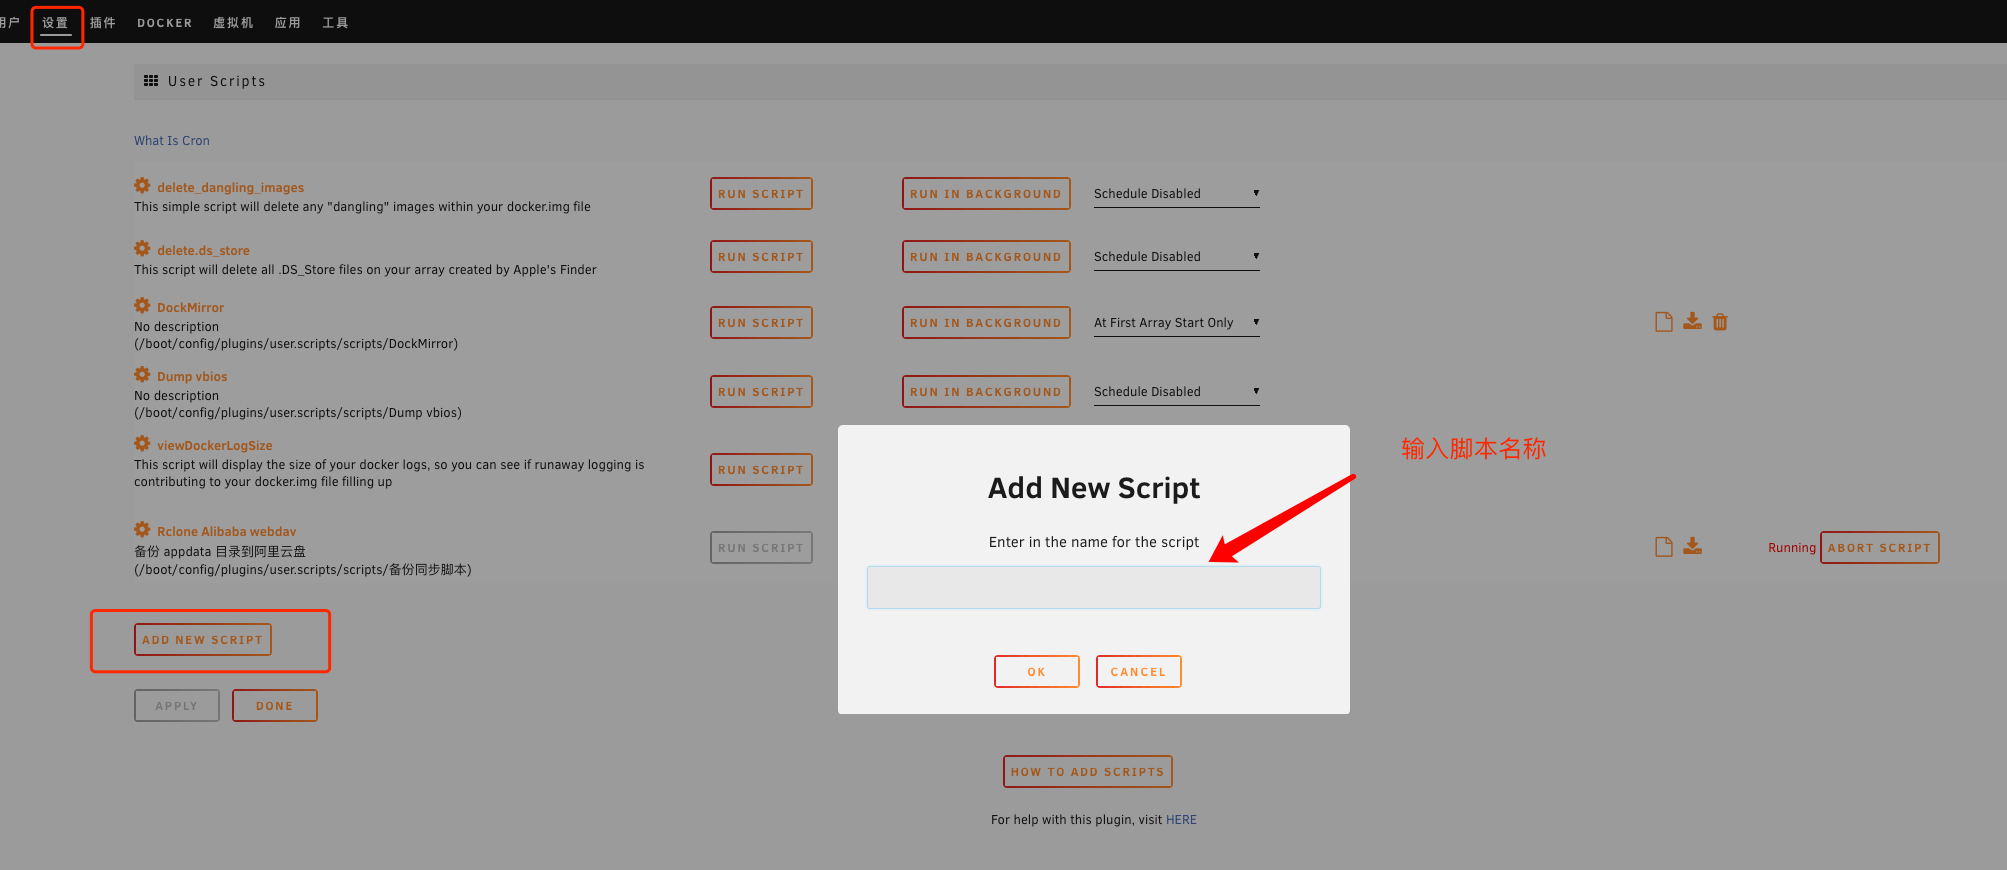 用户 设置 插件 DOCKER 虚拟机 应用 工具
User Scripts
What Is Cron
delete_dangling_images
This simple script will delete any "dangling" images within your docker.img file
RUN SCRIPT RUN IN BACKGROUND Schedule Disabled
delete.ds_store
This script will delete all .DS_Store files on your array created by Apple's Finder
RUN SCRIPT RUN IN BACKGROUND Schedule Disabled
DockMirror
No description
(/boot/config/plugins/user.scripts/scripts/DockMirror)
RUN SCRIPT RUN IN BACKGROUND At First Array Start Only
Dump vbios
No description
(/boot/config/plugins/user.scripts/scripts/Dump vbios)
RUN SCRIPT RUN IN BACKGROUND Schedule Disabled
viewDockerLogSize
This script will display the size of your docker logs, so you can see if runaway logging is
contributing to your docker.img file filling up
RUN SCRIPT
Rclone Alibaba webdav
备份 appdata 目录到阿里云盘
(/boot/config/plugins/user.scripts/scripts/备份同步脚本)
RUN SCRIPT Running ABORT SCRIPT
输入脚本名称
Add New Script
Enter in the name for the script
OK CANCEL
ADD NEW SCRIPT
APPLY DONE
HOW TO ADD SCRIPTS
For help with this plugin, visit HERE